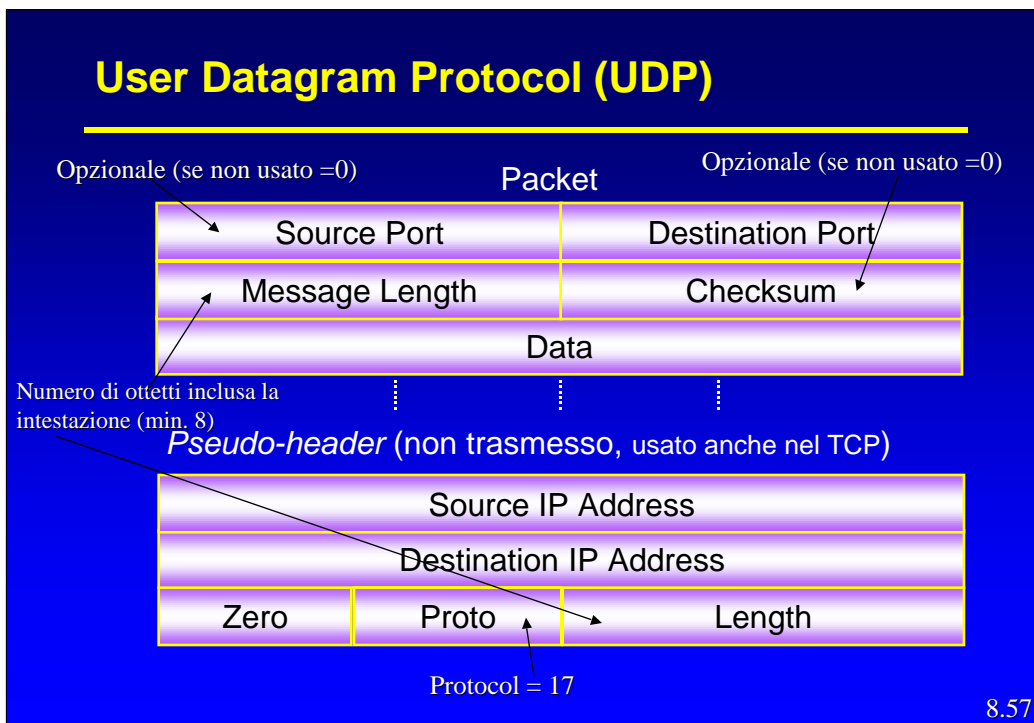 User Datagram Protocol (UDP)
Opzionale (se non usato =0)
Packet
Opzionale (se non usato =0)
Source Port
Destination Port
Message Length
Checksum
Data
Numero di ottetti inclusa la
intestazione (min. 8)
Pseudo-header (non trasmesso, usato anche nel TCP)
Source IP Address
Destination IP Address
Zero
Proto
Length
Protocol = 17
8.57